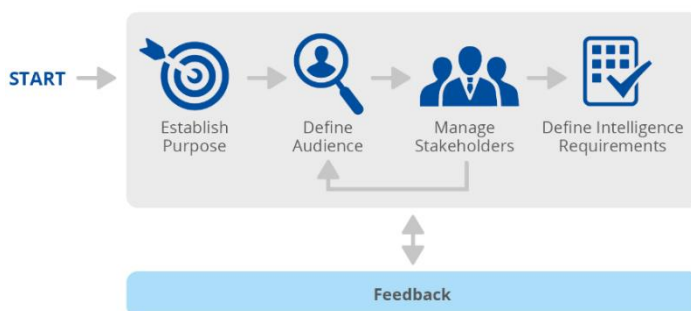 START
Establish
Purpose
Define
Audience
Manage
Stakeholders
Define Intelligence
Requirements
Feedback